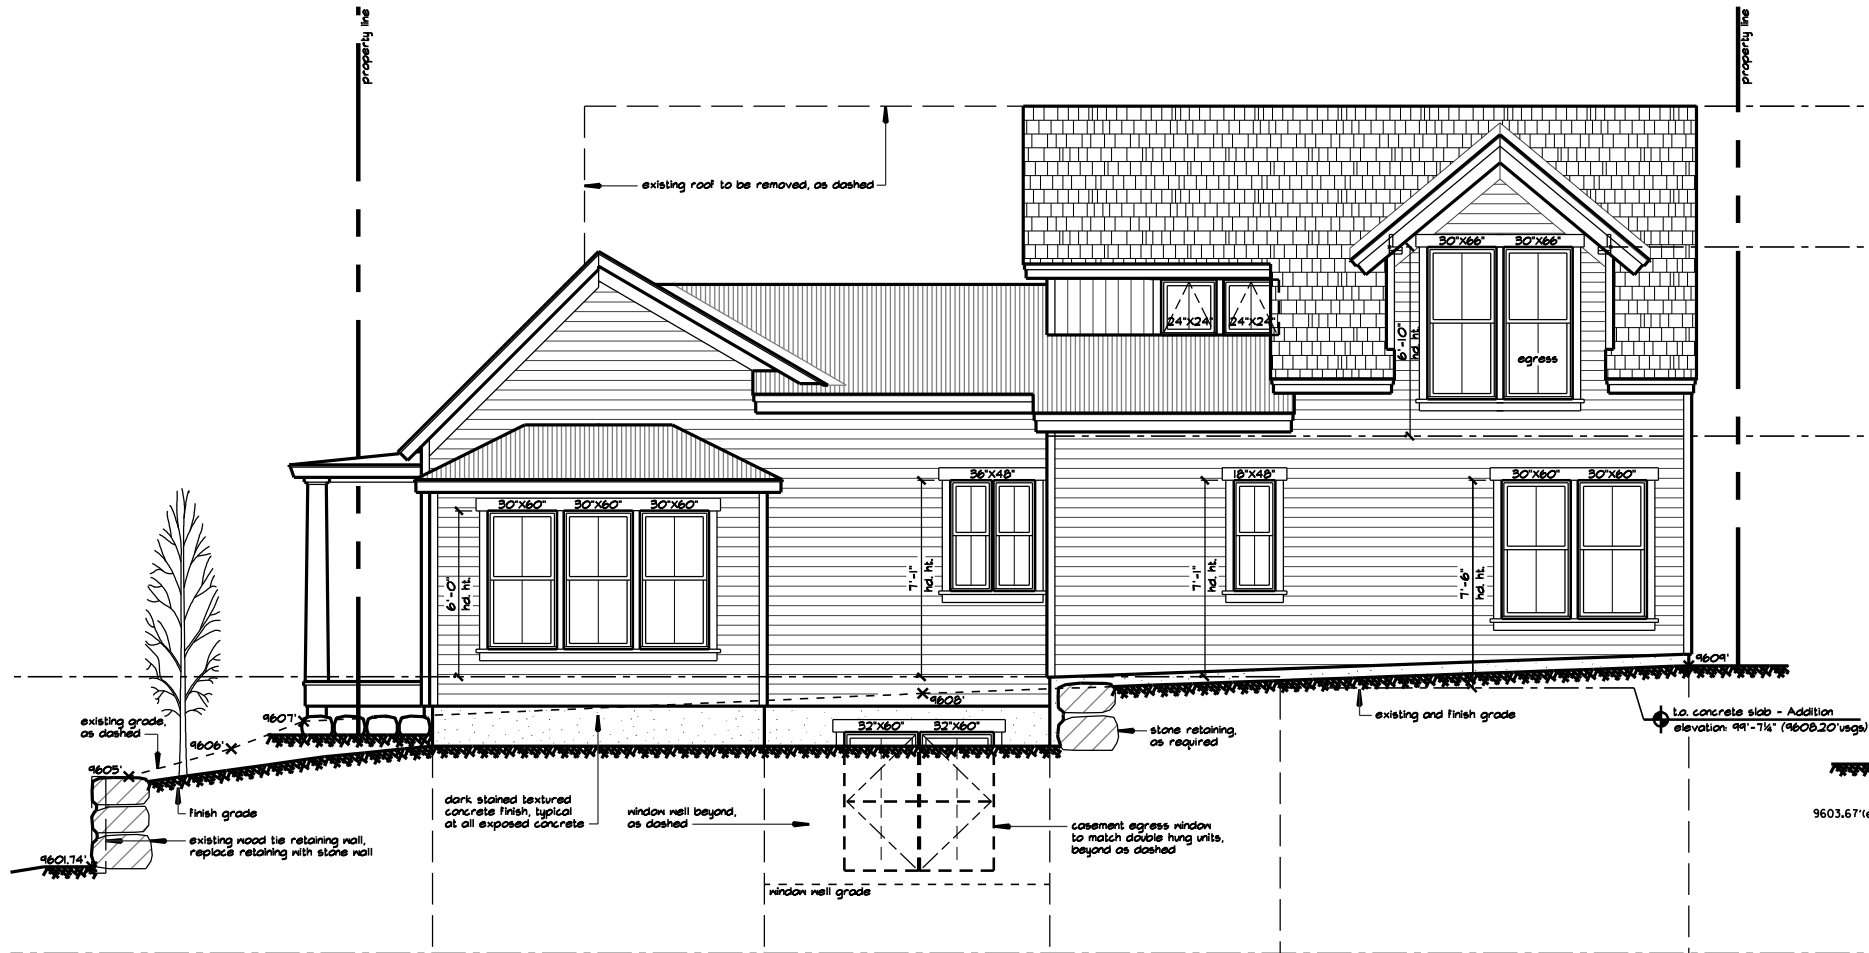 property line
property line
existing roof to be removed, as dashed
30"X66" 30"X66"
24"X24" 24"X24"
6'-10"
hd. ht.
egress
36"X48"
18"X48"
30"X60" 30"X60"
30"X60" 30"X60" 30"X60"
6'-0"
hd. ht.
7'-1"
hd. ht.
7'-1"
hd. ht.
7'-6"
hd. ht.
9609'
9608'
9607'
existing grade,
as dashed
9606'
9605'
32"X60" 32"X60"
stone retaining,
as required
existing and finish grade
t.o. concrete slab - Addition
elevation: 99'-7¼" (9608.20'usgs)
finish grade
dark stained textured
concrete finish, typical
at all exposed concrete
window well beyond,
as dashed
casement egress window
to match double hung units,
beyond as dashed
existing wood tie retaining wall,
replace retaining with stone wall
9601.74'
9603.67'(e
window well grade